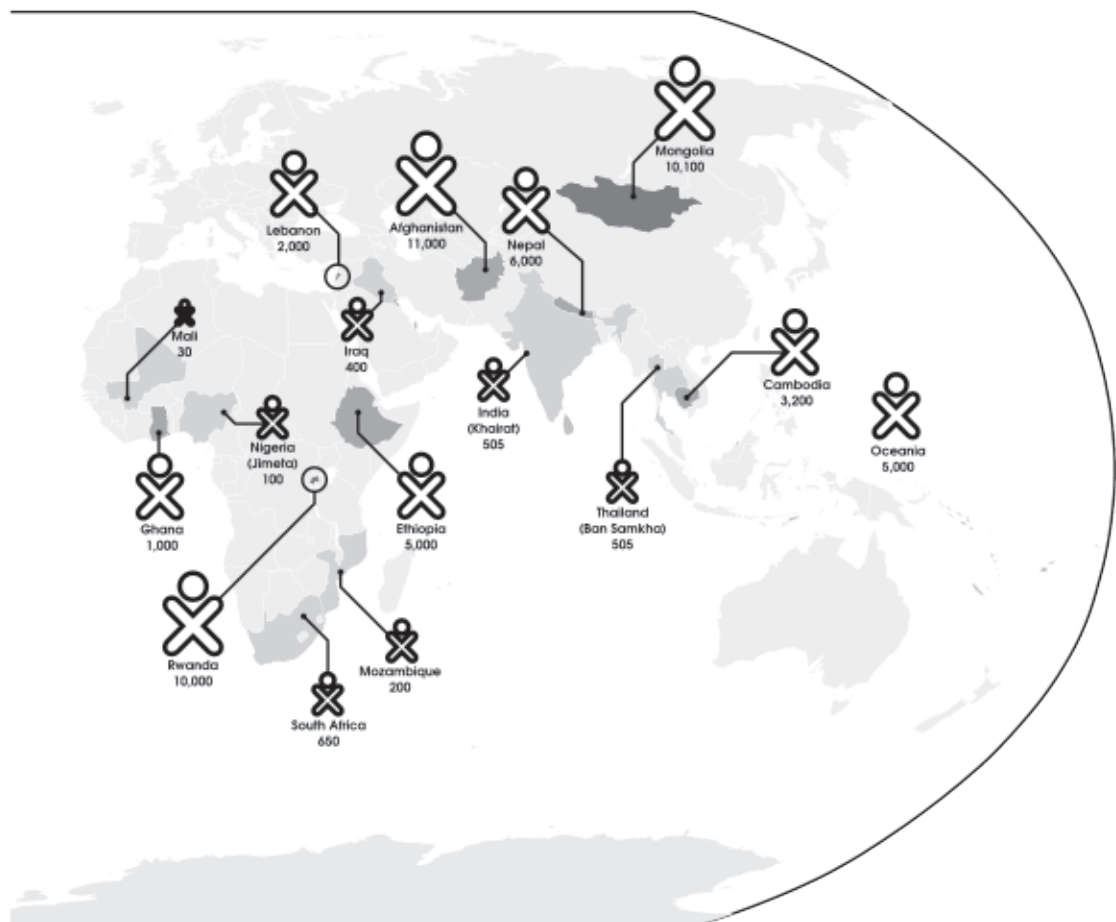 Mongolia
10,100
Lebanon
2,000
Afghanistan
11,000
Nepal
6,000
Mali
30
Iraq
400
India
(Khairat)
505
Cambodia
3,200
Oceania
5,000
Nigeria
(Jimeta)
100
Ghana
1,000
Ethiopia
5,000
Thailand
(Ban Samkha)
505
Rwanda
10,000
Mozambique
200
South Africa
650